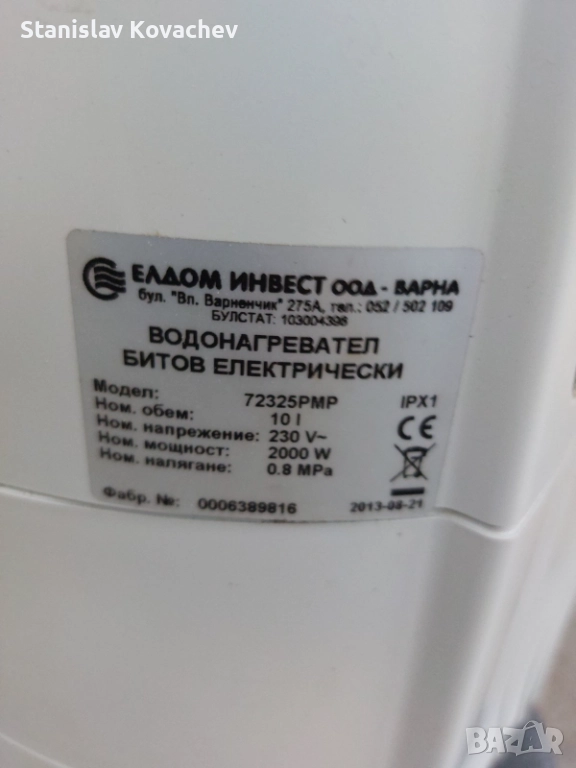 Stanislav Kovachev
ЕЛДОМ ИНВЕСТ ООД - ВАРНА
бул. "Вл. Варненчик" 275А, тел.: 052 / 502 109
БУЛСТАТ: 103004398
ВОДОНАГРЕВАТЕЛ
БИТОВ ЕЛЕКТРИЧЕСКИ
Модел: 72325PMP IPX1
Ном. обем: 10 l
Ном. напрежение: 230 V~
Ном. мощност: 2000 W
Ном. налягане: 0.8 MPa
Фабр. №: 0006389816 2013-08-21
BAZAR